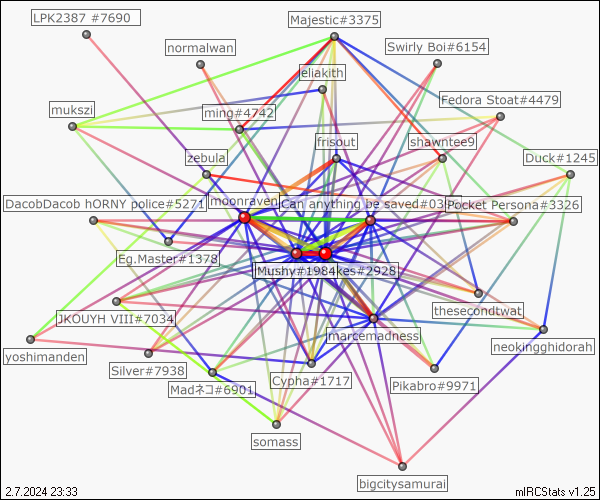 LPK2387 #7690
Majestic#3375
normalwan
Swirly Boi#6154
eliakith
Fedora Stoat#4479
mukszi
ming#4742
frisout
shawntee9
zebula
Duck#1245
DacobDacob hORNY police#5271
moonraven
Can anything be saved#03
Pocket Persona#3326
Eg.Master#1378
Mushy#1984
kes#2928
JKOUYH VIII#7034
thesecondtwat
marcemadness
neokingghidorah
yoshimanden
Silver#7938
Madネコ#6901
Cypha#1717
Pikabro#9971
somass
bigcitysamurai
2.7.2024 23:33
mIRCStats v1.25